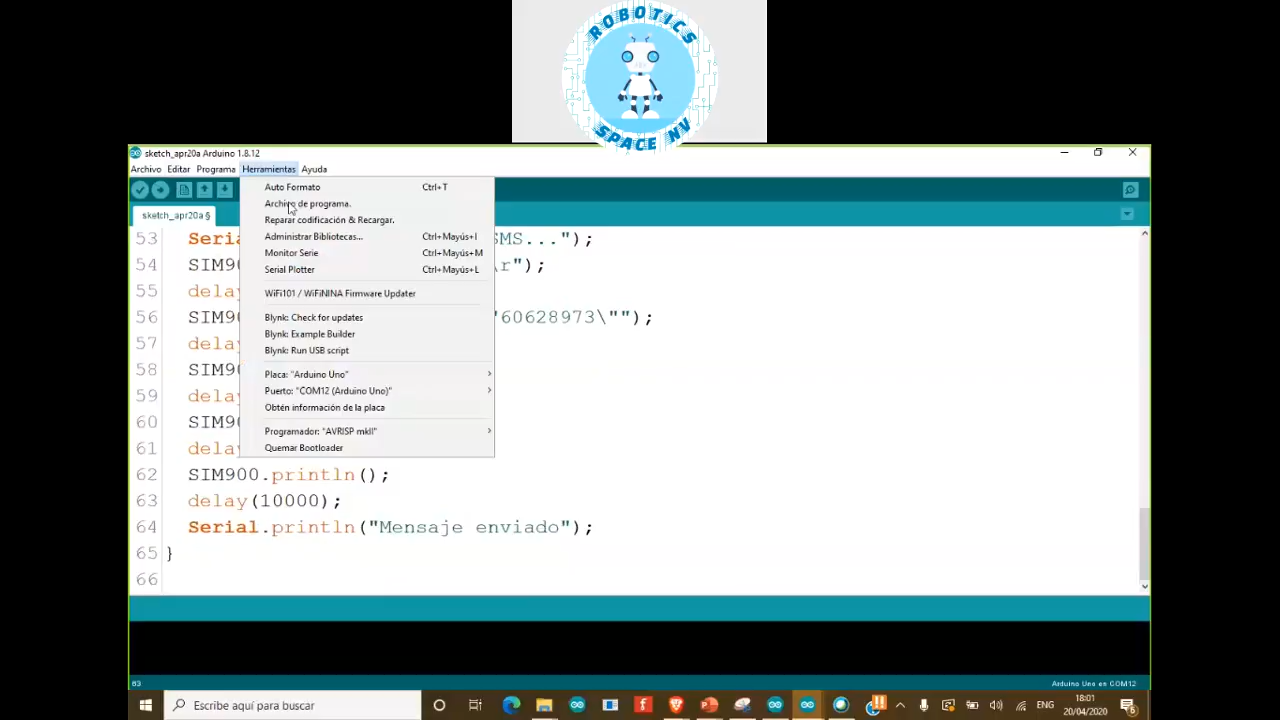 ROBOTICS
SPACE NV
sketch_apr20a Arduino 1.8.12
Archivo Editar Programa Herramientas Ayuda
sketch_apr20a §
Auto Formato Ctrl+T
Archivo de programa.
Reparar codificación & Recargar.
Administrar Bibliotecas... Ctrl+Mayús+I
Monitor Serie Ctrl+Mayús+M
Serial Plotter Ctrl+Mayús+L
WiFi101 / WiFiNINA Firmware Updater
Blynk: Check for updates
Blynk: Example Builder
Blynk: Run USB script
Placa: "Arduino Uno"
Puerto: "COM12 (Arduino Uno)"
Obtén información de la placa
Programador: "AVRISP mkII"
Quemar Bootloader
53 Seria SMS...");
54 SIM90 \r");
55 dela
56 SIM90 "60628973\"");
57 dela
58 SIM90
59 dela
60 SIM90
61 dela
62 SIM900.println();
63 delay(10000);
64 Serial.println("Mensaje enviado");
65 }
66
63 Arduino Uno en COM12
Escribe aquí para buscar
ENG
18:01
20/04/2020